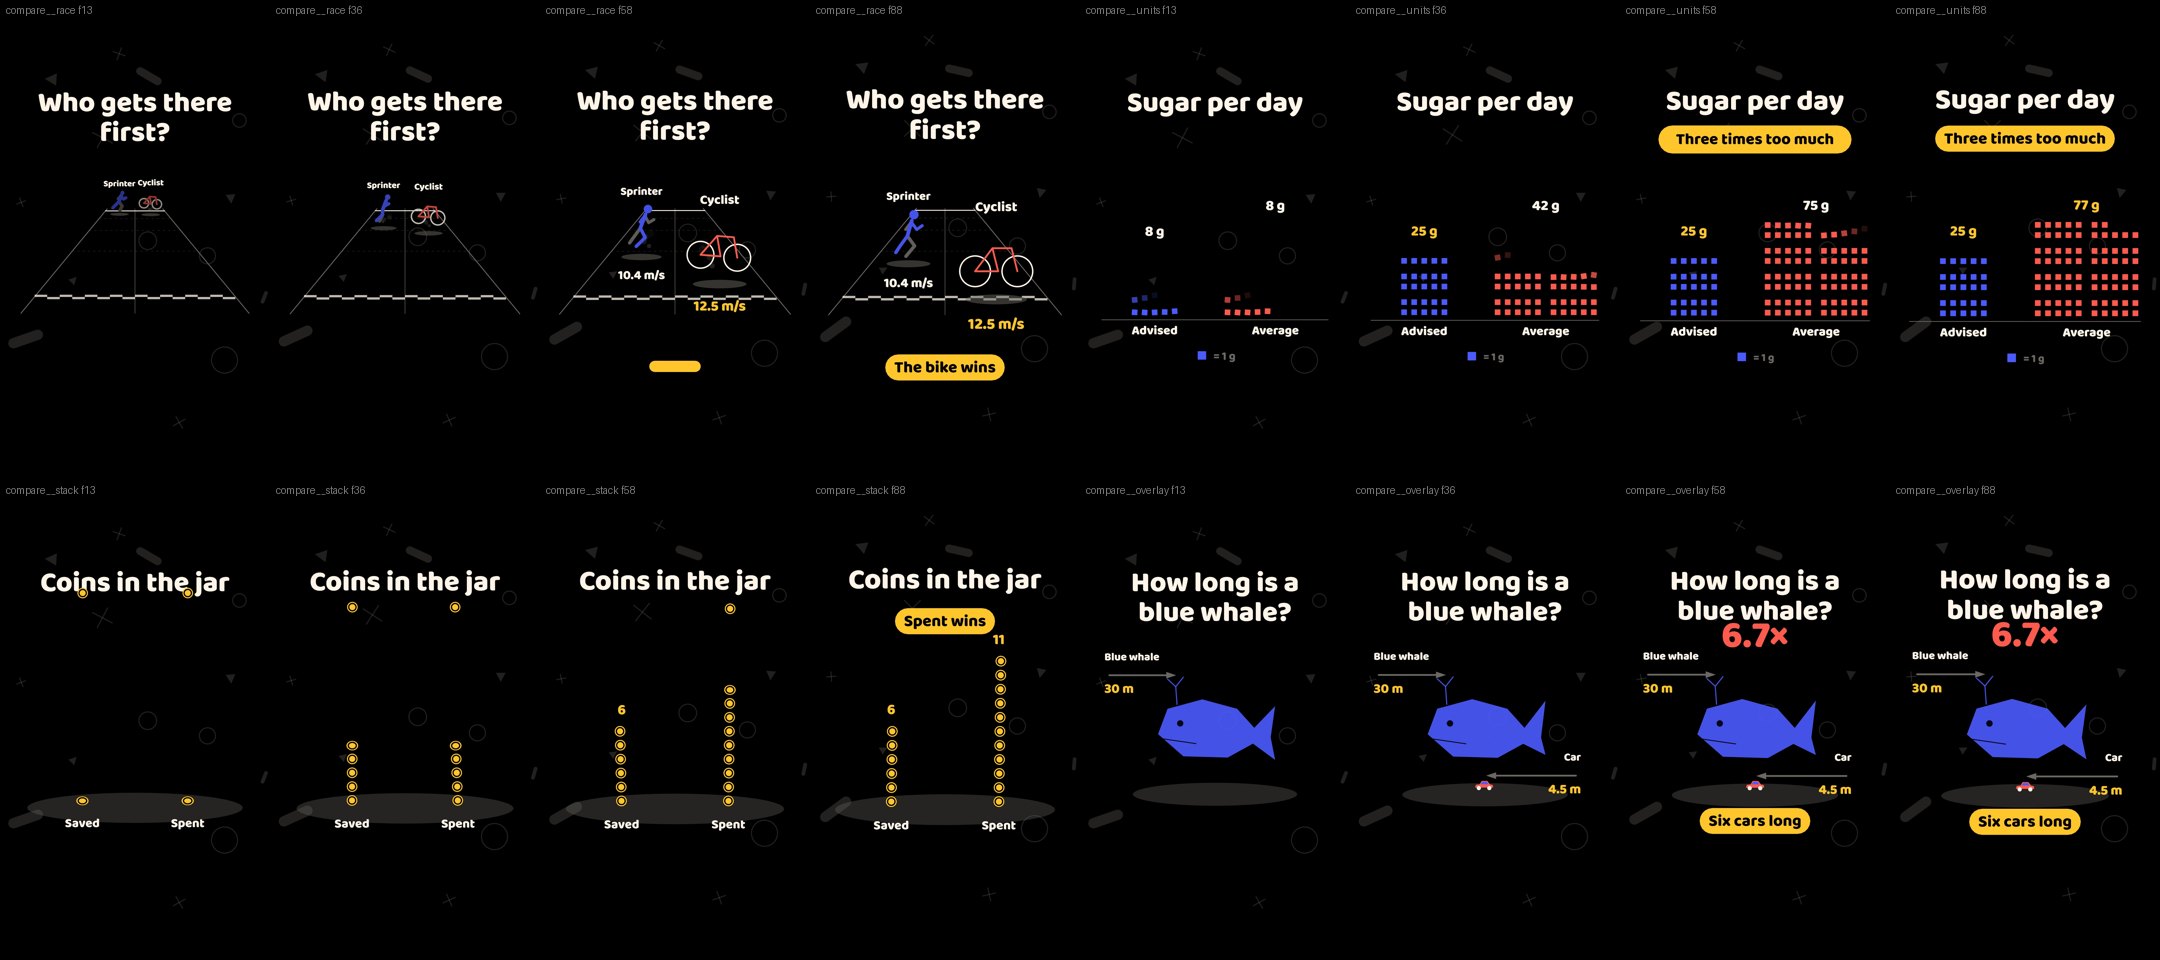 compare__race f13
Who gets there
first?
Sprinter Cyclist
compare__race f36
Who gets there
first?
Sprinter
Cyclist
compare__race f58
Who gets there
first?
Sprinter
Cyclist
10.4 m/s
12.5 m/s
compare__race f88
Who gets there
first?
Sprinter
Cyclist
10.4 m/s
12.5 m/s
The bike wins
compare__units f13
Sugar per day
8 g
8 g
Advised
Average
= 1 g
compare__units f36
Sugar per day
42 g
25 g
Advised
Average
= 1 g
compare__units f58
Sugar per day
Three times too much
75 g
25 g
Advised
Average
= 1 g
compare__units f88
Sugar per day
Three times too much
77 g
25 g
Advised
Average
= 1 g
compare__stack f13
Coins in the jar
Saved
Spent
compare__stack f36
Coins in the jar
Saved
Spent
compare__stack f58
Coins in the jar
6
Saved
Spent
compare__stack f88
Coins in the jar
Spent wins
11
6
Saved
Spent
compare__overlay f13
How long is a
blue whale?
Blue whale
30 m
compare__overlay f36
How long is a
blue whale?
Blue whale
30 m
Car
4.5 m
compare__overlay f58
How long is a
blue whale?
6.7×
Blue whale
30 m
Car
4.5 m
Six cars long
compare__overlay f88
How long is a
blue whale?
6.7×
Blue whale
30 m
Car
4.5 m
Six cars long